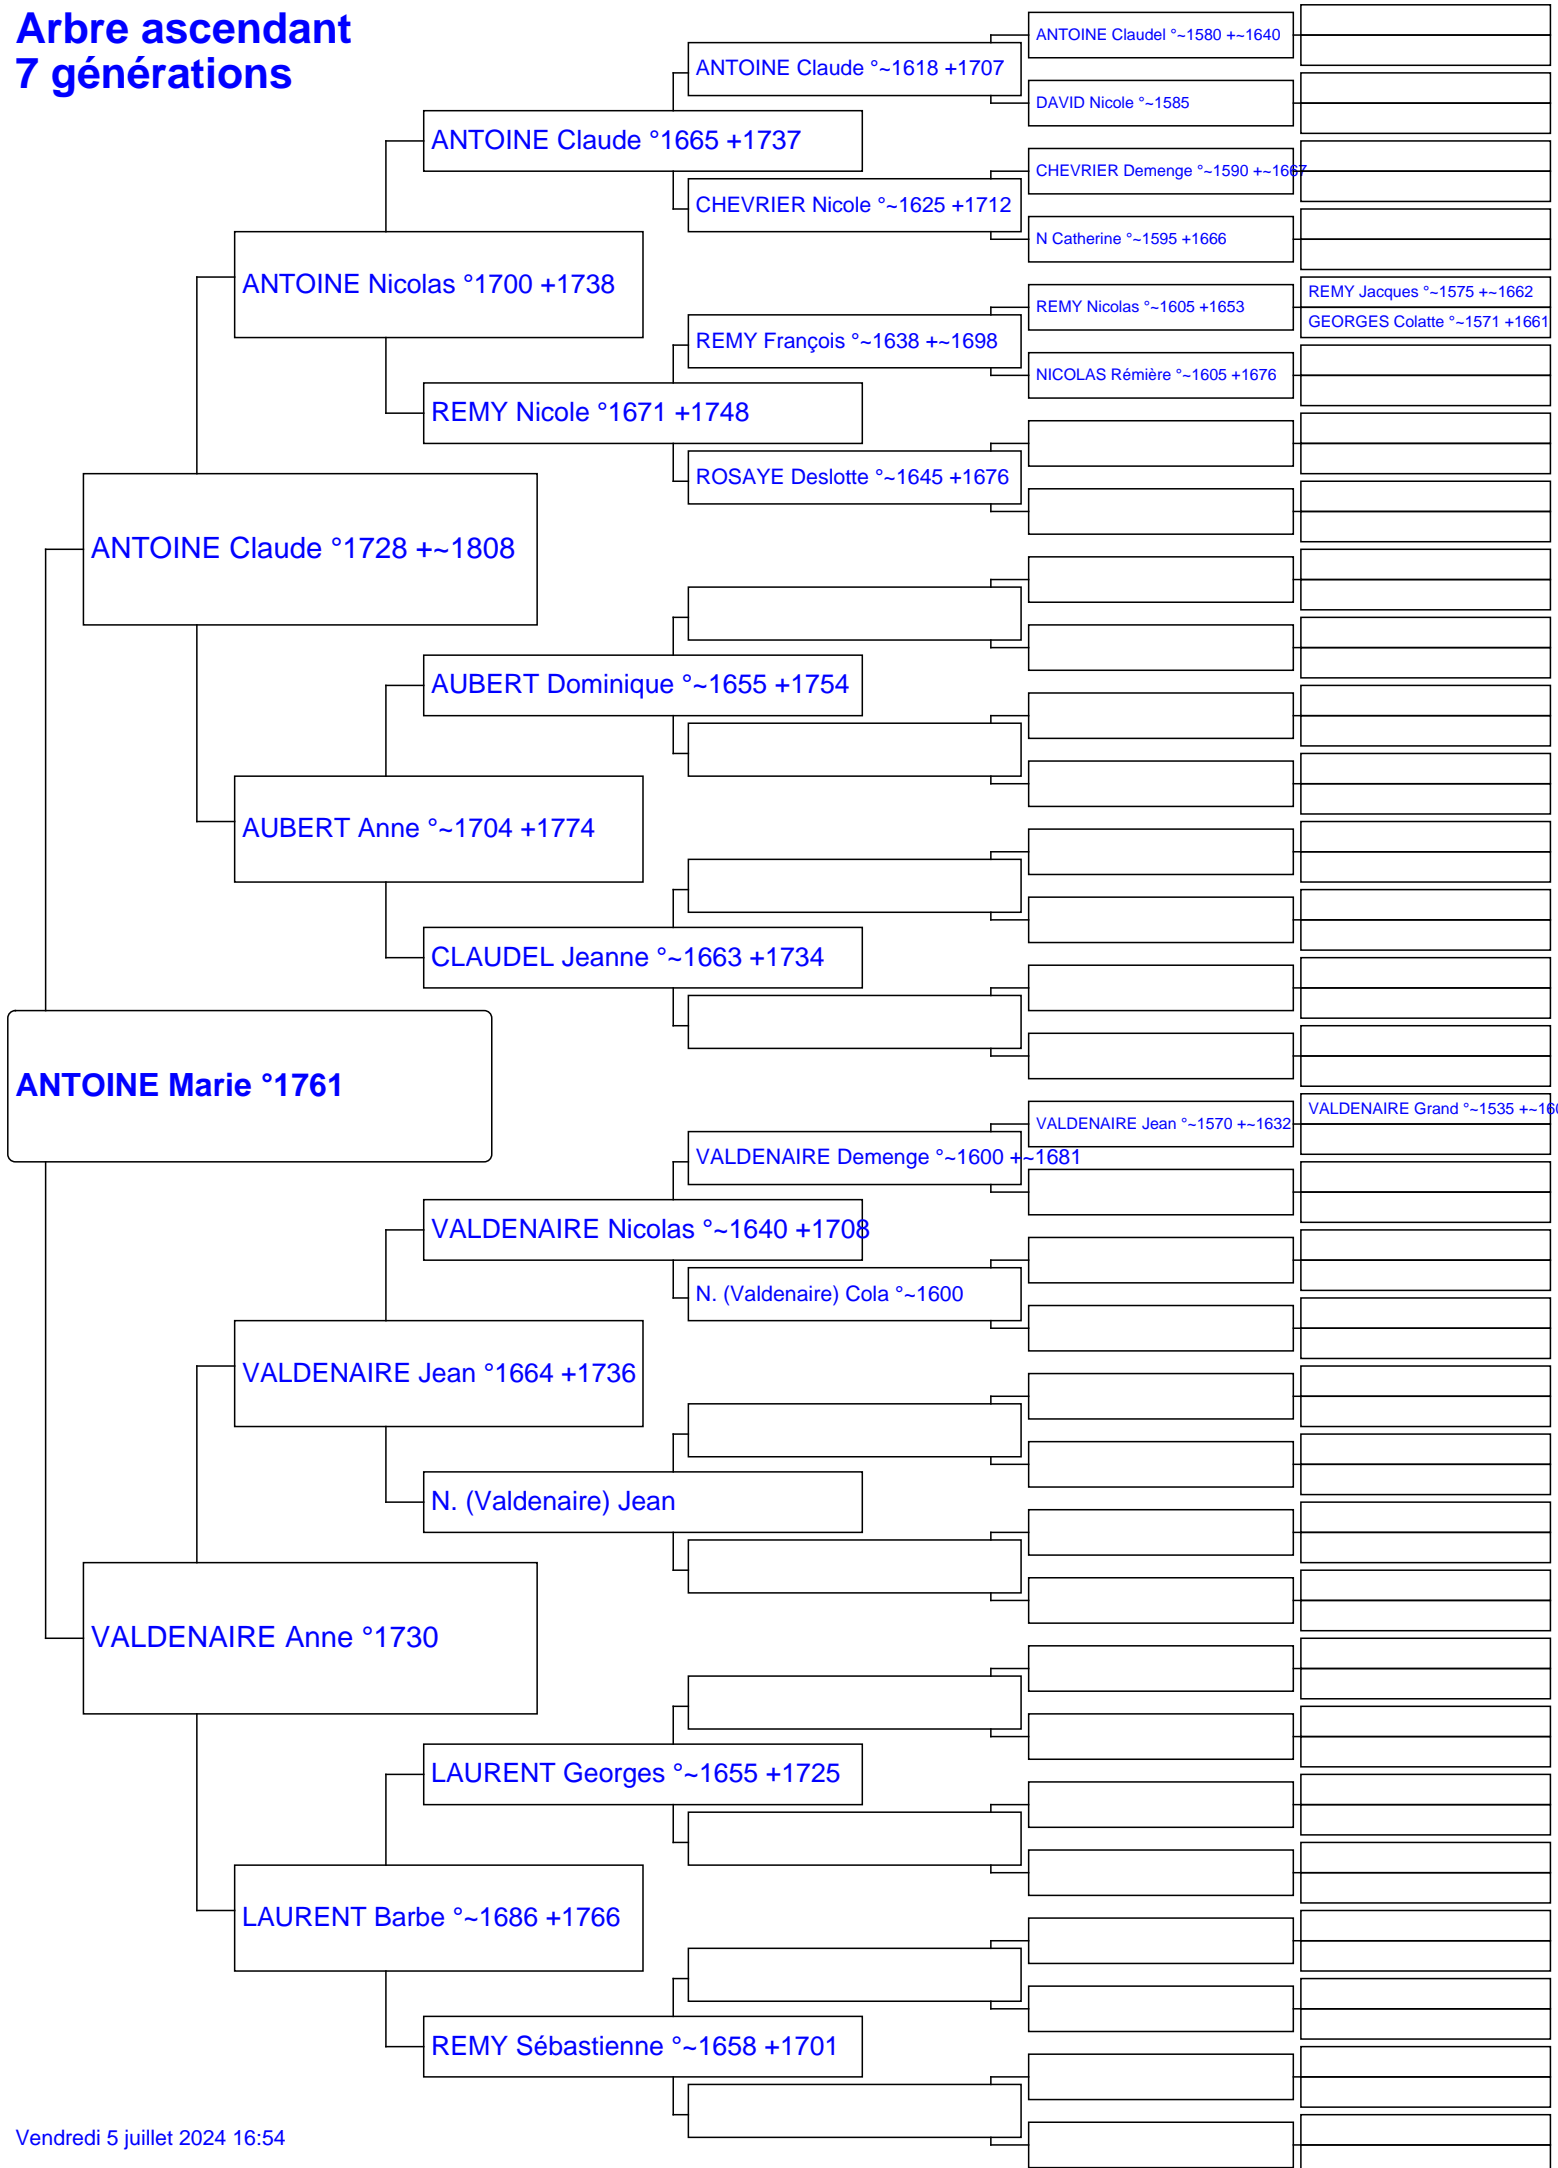 Arbre ascendant
7 générations
ANTOINE Claudel °~1580 +~1640
ANTOINE Claude °~1618 +1707
DAVID Nicole °~1585
ANTOINE Claude °1665 +1737
CHEVRIER Demenge °~1590 +~1667
CHEVRIER Nicole °~1625 +1712
N Catherine °~1595 +1666
ANTOINE Nicolas °1700 +1738
REMY Jacques °~1575 +~1662
REMY Nicolas °~1605 +1653
GEORGES Colatte °~1571 +1661
REMY François °~1638 +~1698
NICOLAS Rémière °~1605 +1676
REMY Nicole °1671 +1748
ROSAYE Deslotte °~1645 +1676
ANTOINE Claude °1728 +~1808
AUBERT Dominique °~1655 +1754
AUBERT Anne °~1704 +1774
CLAUDEL Jeanne °~1663 +1734
ANTOINE Marie °1761
VALDENAIRE Grand °~1535 +~160
VALDENAIRE Jean °~1570 +~1632
VALDENAIRE Demenge °~1600 +~1681
VALDENAIRE Nicolas °~1640 +1708
N. (Valdenaire) Cola °~1600
VALDENAIRE Jean °1664 +1736
N. (Valdenaire) Jean
VALDENAIRE Anne °1730
LAURENT Georges °~1655 +1725
LAURENT Barbe °~1686 +1766
REMY Sébastienne °~1658 +1701
Vendredi 5 juillet 2024 16:54